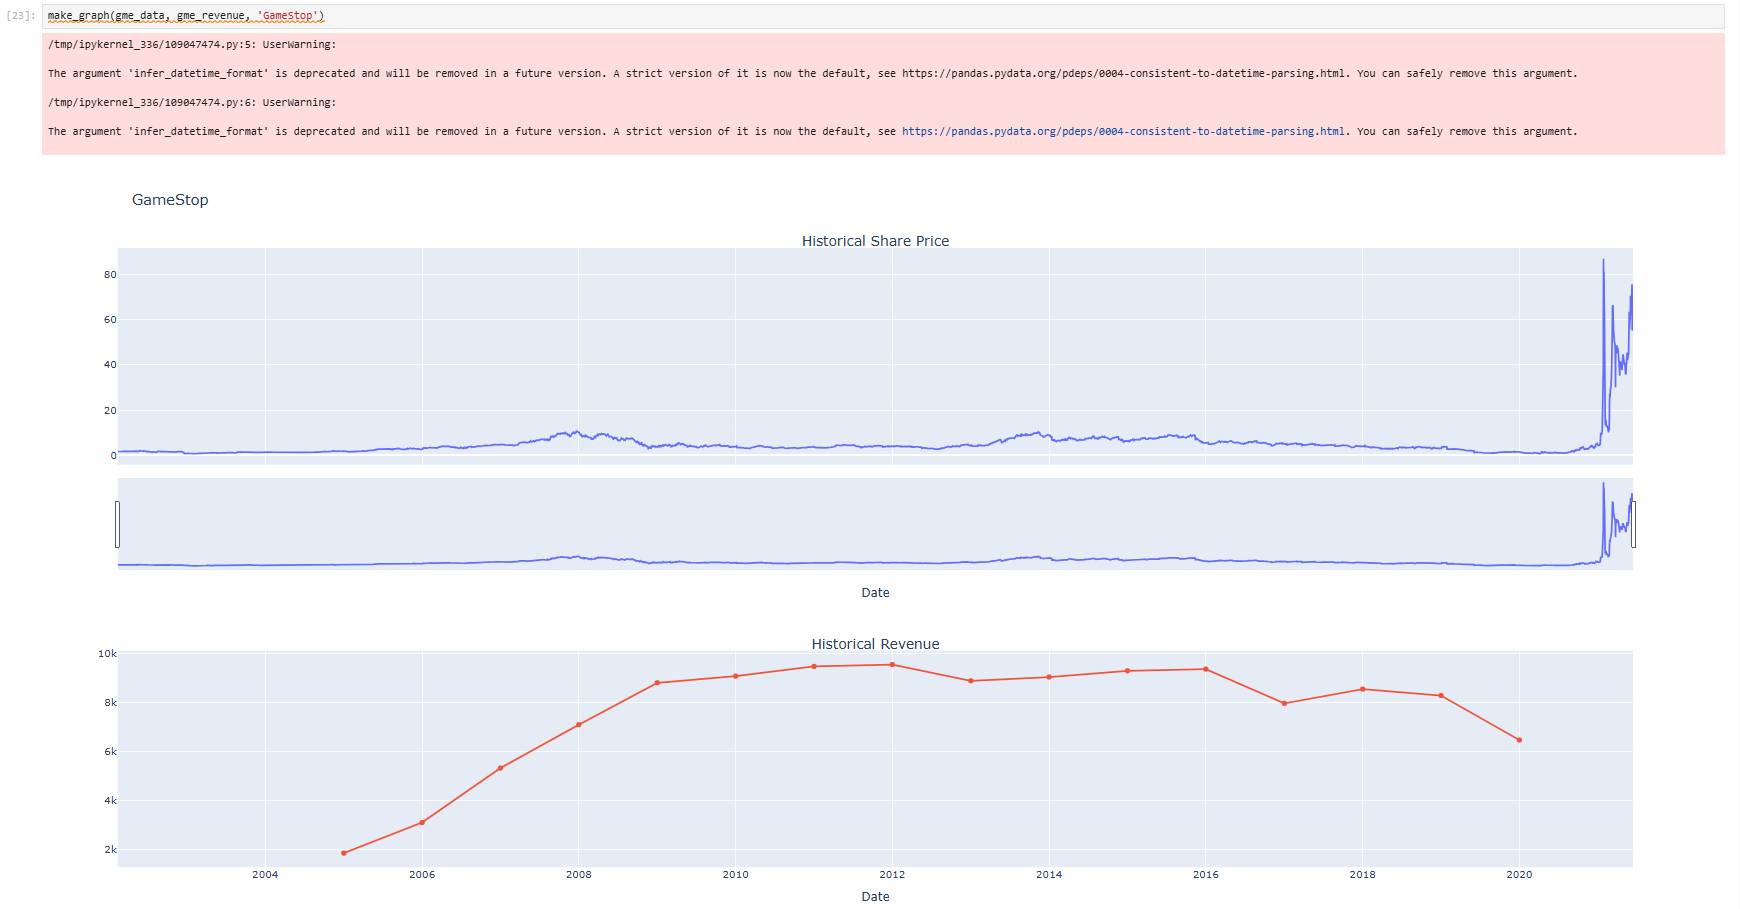 [23]: make_graph(gme_data, gme_revenue, 'GameStop')
/tmp/ipykernel_336/109047474.py:5: UserWarning:
The argument 'infer_datetime_format' is deprecated and will be removed in a future version. A strict version of it is now the default, see https://pandas.pydata.org/pdeps/0004-consistent-to-datetime-parsing.html. You can safely remove this argument.
/tmp/ipykernel_336/109047474.py:6: UserWarning:
The argument 'infer_datetime_format' is deprecated and will be removed in a future version. A strict version of it is now the default, see https://pandas.pydata.org/pdeps/0004-consistent-to-datetime-parsing.html. You can safely remove this argument.
GameStop
Historical Share Price
80
60
40
20
0
Date
Historical Revenue
10k
8k
6k
4k
2k
2004 2006 2008 2010 2012 2014 2016 2018 2020
Date